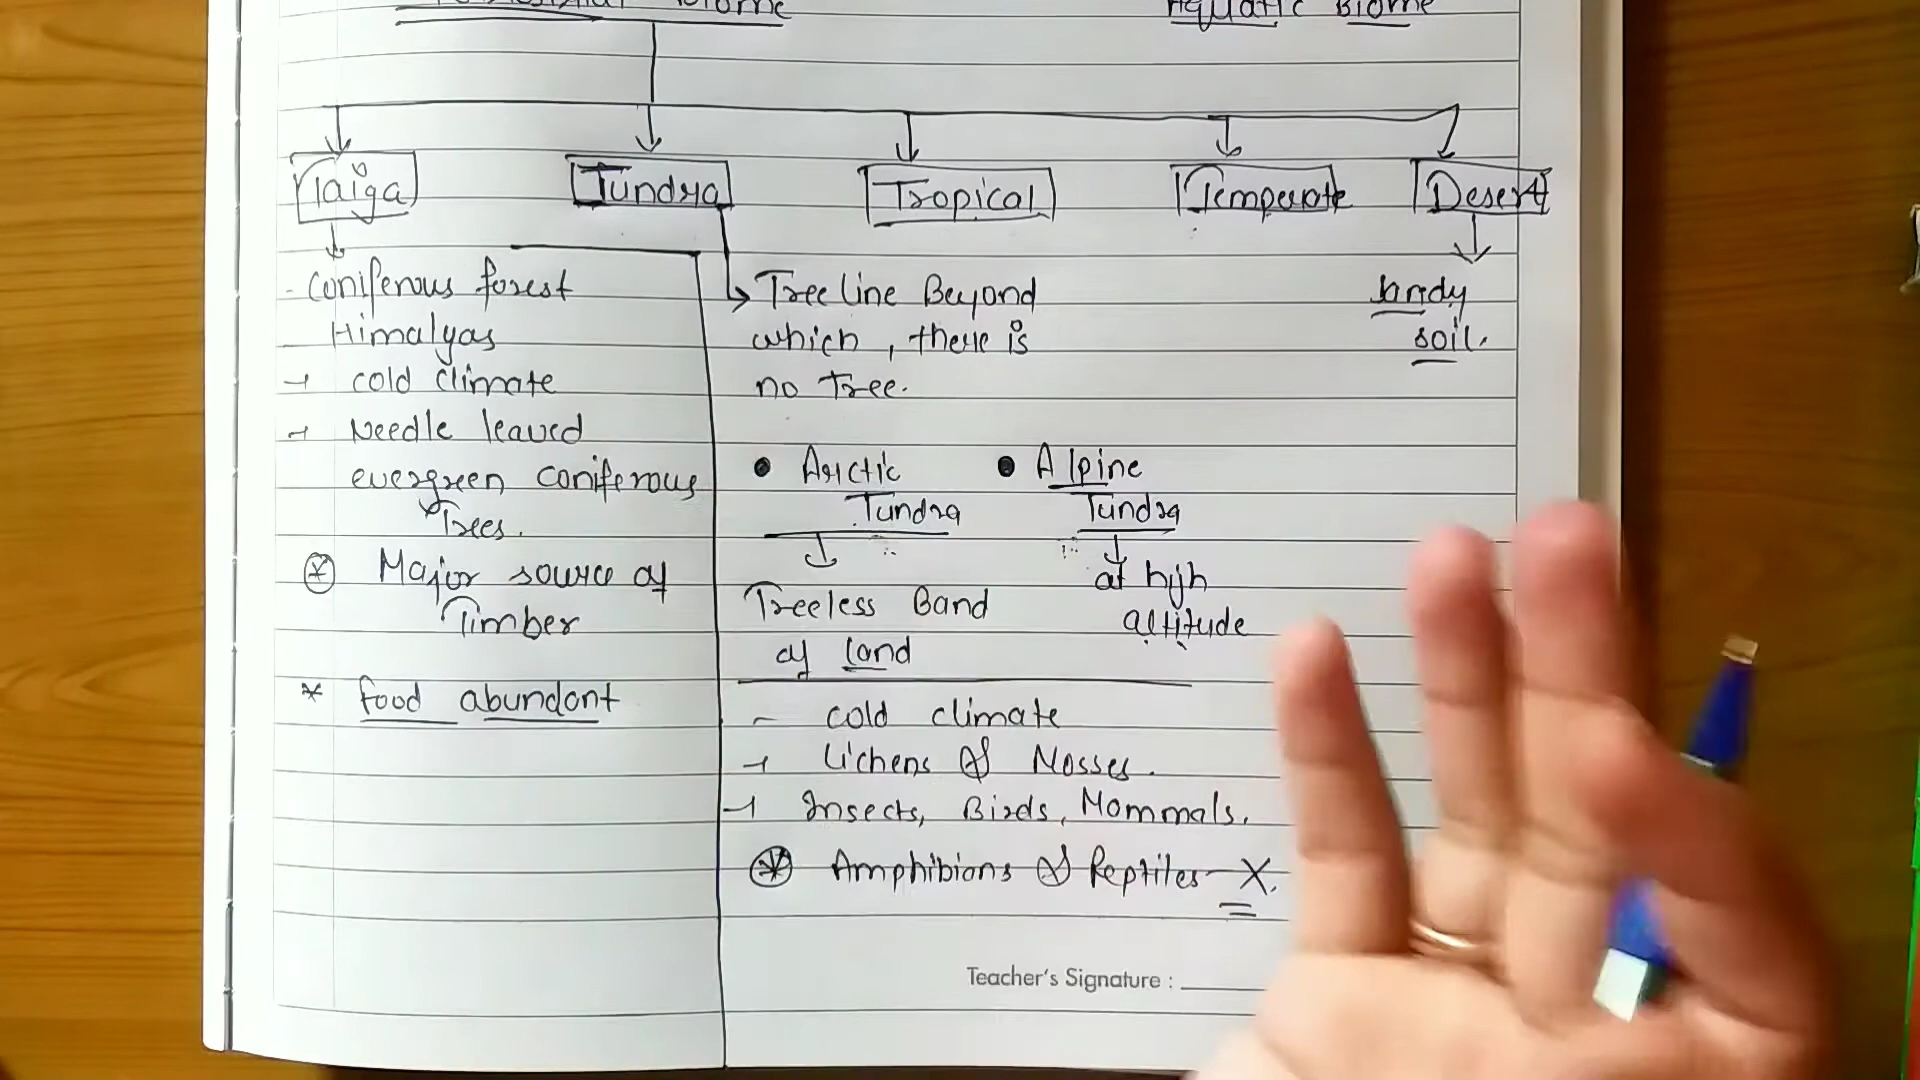 Biome
Aquatic Biome
Taiga
Tundra
Tropical
Temperate
Desert
- Coniferous forest
Himalyas
- cold climate
- Needle leaved
evergreen coniferous
Trees.
* Major source of
Timber
* food abundant
Tree line Beyond
which, there is
no Tree.
• Arctic
Tundra
Treeless Band
of land
• Alpine
Tundra
at high
altitude
- cold climate
- Lichens & Mosses.
- Insects, Birds, Mammals.
* Amphibians & Reptiles - X.
sandy
soil.
Teacher's Signature :